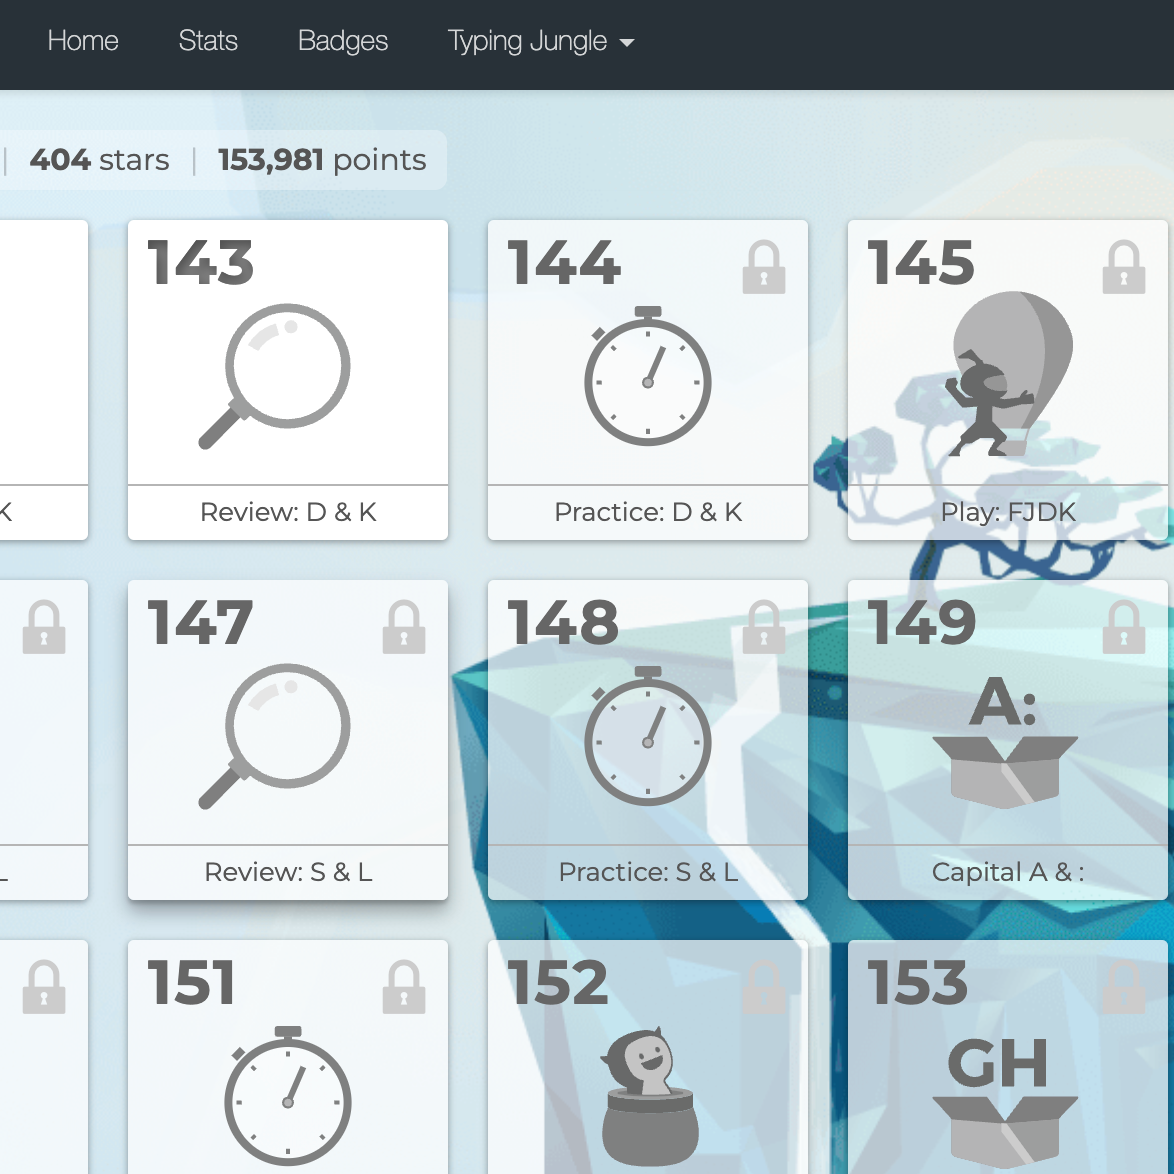 Home Stats Badges Typing Jungle
404 stars | 153,981 points
143 144 145
K Review: D & K Practice: D & K Play: FJDK
147 148 149
A:
L Review: S & L Practice: S & L Capital A & :
151 152 153
GH